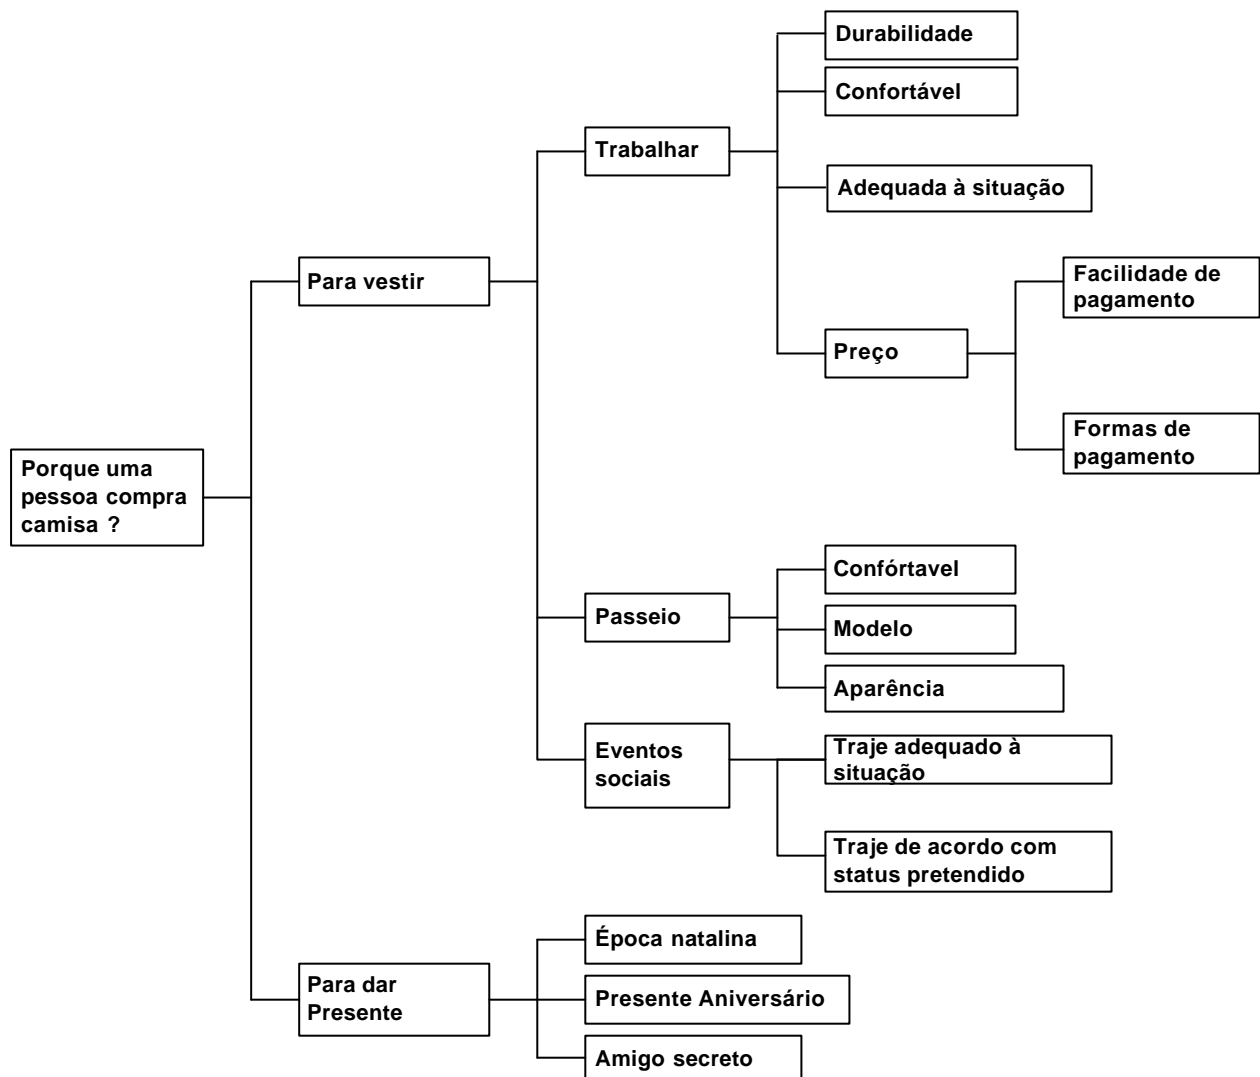 Durabilidade
Confortável
Trabalhar
Adequada à situação
Para vestir
Facilidade de
pagamento
Preço
Formas de
pagamento
Porque uma
pessoa compra
camisa ?
Confórtavel
Passeio
Modelo
Aparência
Eventos
sociais
Traje adequado à
situação
Traje de acordo com
status pretendido
Época natalina
Para dar
Presente
Presente Aniversário
Amigo secreto